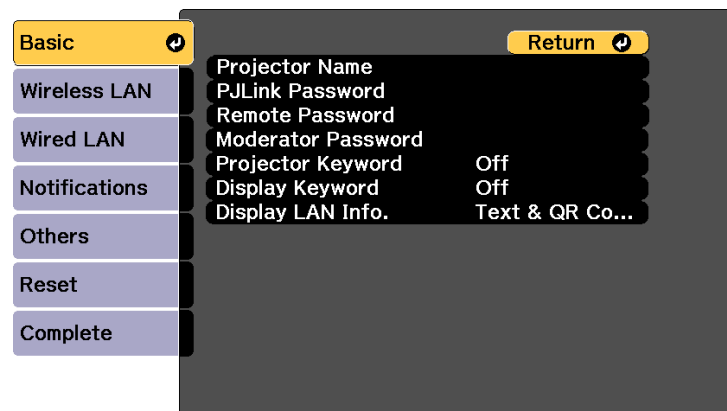 Basic
Wireless LAN
Wired LAN
Notifications
Others
Reset
Complete
Return
Projector Name
PJLink Password
Remote Password
Moderator Password
Projector Keyword Off
Display Keyword Off
Display LAN Info. Text & QR Co...